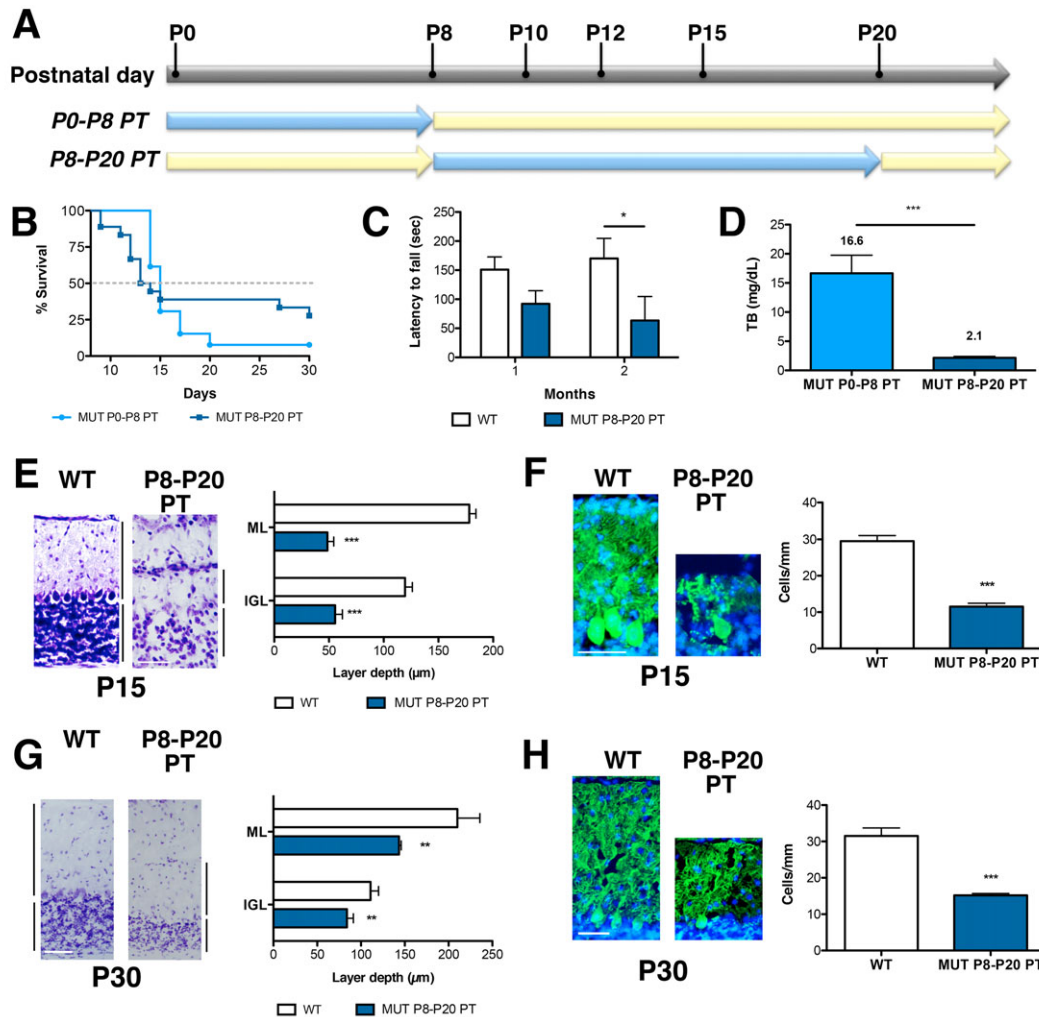 A
P0 P8 P10 P12 P15 P20
Postnatal day
P0-P8 PT
P8-P20 PT
B
% Survival
100
75
50
25
0
10 15 20 25 30
Days
MUT P0-P8 PT MUT P8-P20 PT
C
Latency to fall (sec)
250
200
150
100
50
0
*
1 2
Months
WT MUT P8-P20 PT
D
TB (mg/dL)
25
20
15
10
5
0
***
16.6
2.1
MUT P0-P8 PT MUT P8-P20 PT
E
WT P8-P20
PT
P15
ML
***
IGL
***
0 50 100 150 200
Layer depth (µm)
WT MUT P8-P20 PT
F
WT P8-P20
PT
P15
Cells/mm
40
30
20
10
0
***
WT MUT P8-P20 PT
G
WT P8-P20
PT
P30
ML
**
IGL
**
0 50 100 150 200 250
Layer depth (µm)
WT MUT P8-P20 PT
H
WT P8-P20
PT
P30
Cells/mm
40
30
20
10
0
***
WT MUT P8-P20 PT